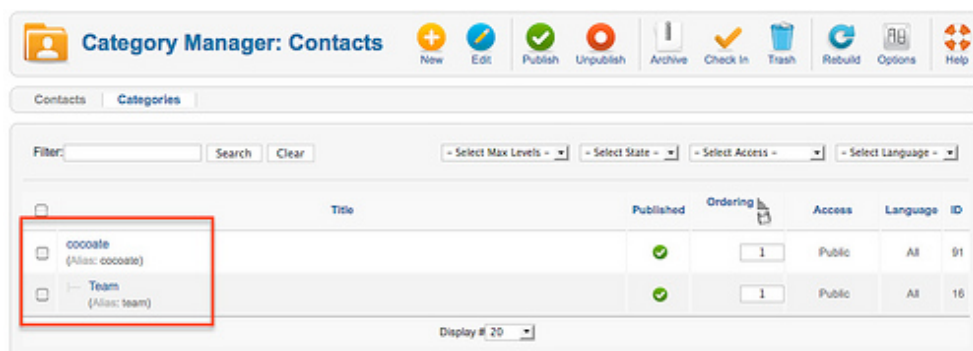 Category Manager: Contacts
New Edit Publish Unpublish Archive Check In Trash Rebuild Options Help
Contacts Categories
Filter: Search Clear - Select Max Levels - - Select State - - Select Access - - Select Language -
Title Published Ordering Access Language ID
cocoate 1 Public All 91
(Alias: cocoate)
Team 1 Public All 16
(Alias: team)
Display # 20